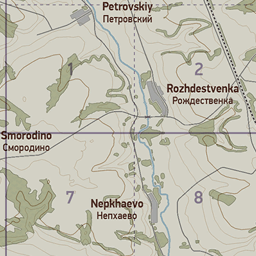 Petrovskiy
Петровский
1
2
Rozhdestvenka
Рождественка
Smorodino
Смородино
7
8
Nepkhaevo
Непхаево